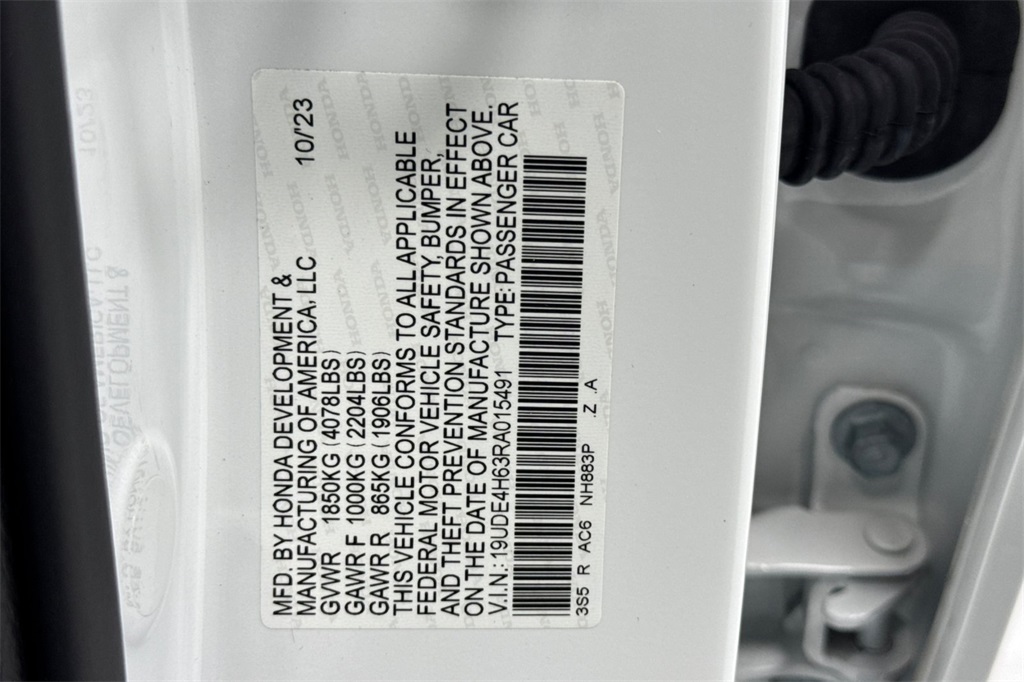 MFD. BY HONDA DEVELOPMENT &
MANUFACTURING OF AMERICA, LLC 10/'23
GVWR 1850KG (4078LBS)
GAWR F 1000KG (2204LBS)
GAWR R 865KG (1906LBS)
THIS VEHICLE CONFORMS TO ALL APPLICABLE
FEDERAL MOTOR VEHICLE SAFETY, BUMPER,
AND THEFT PREVENTION STANDARDS IN EFFECT
ON THE DATE OF MANUFACTURE SHOWN ABOVE.
V.I.N.: 19UDE4H63RA015491 TYPE: PASSENGER CAR
3S5 R AC6 NH883P .Z .A